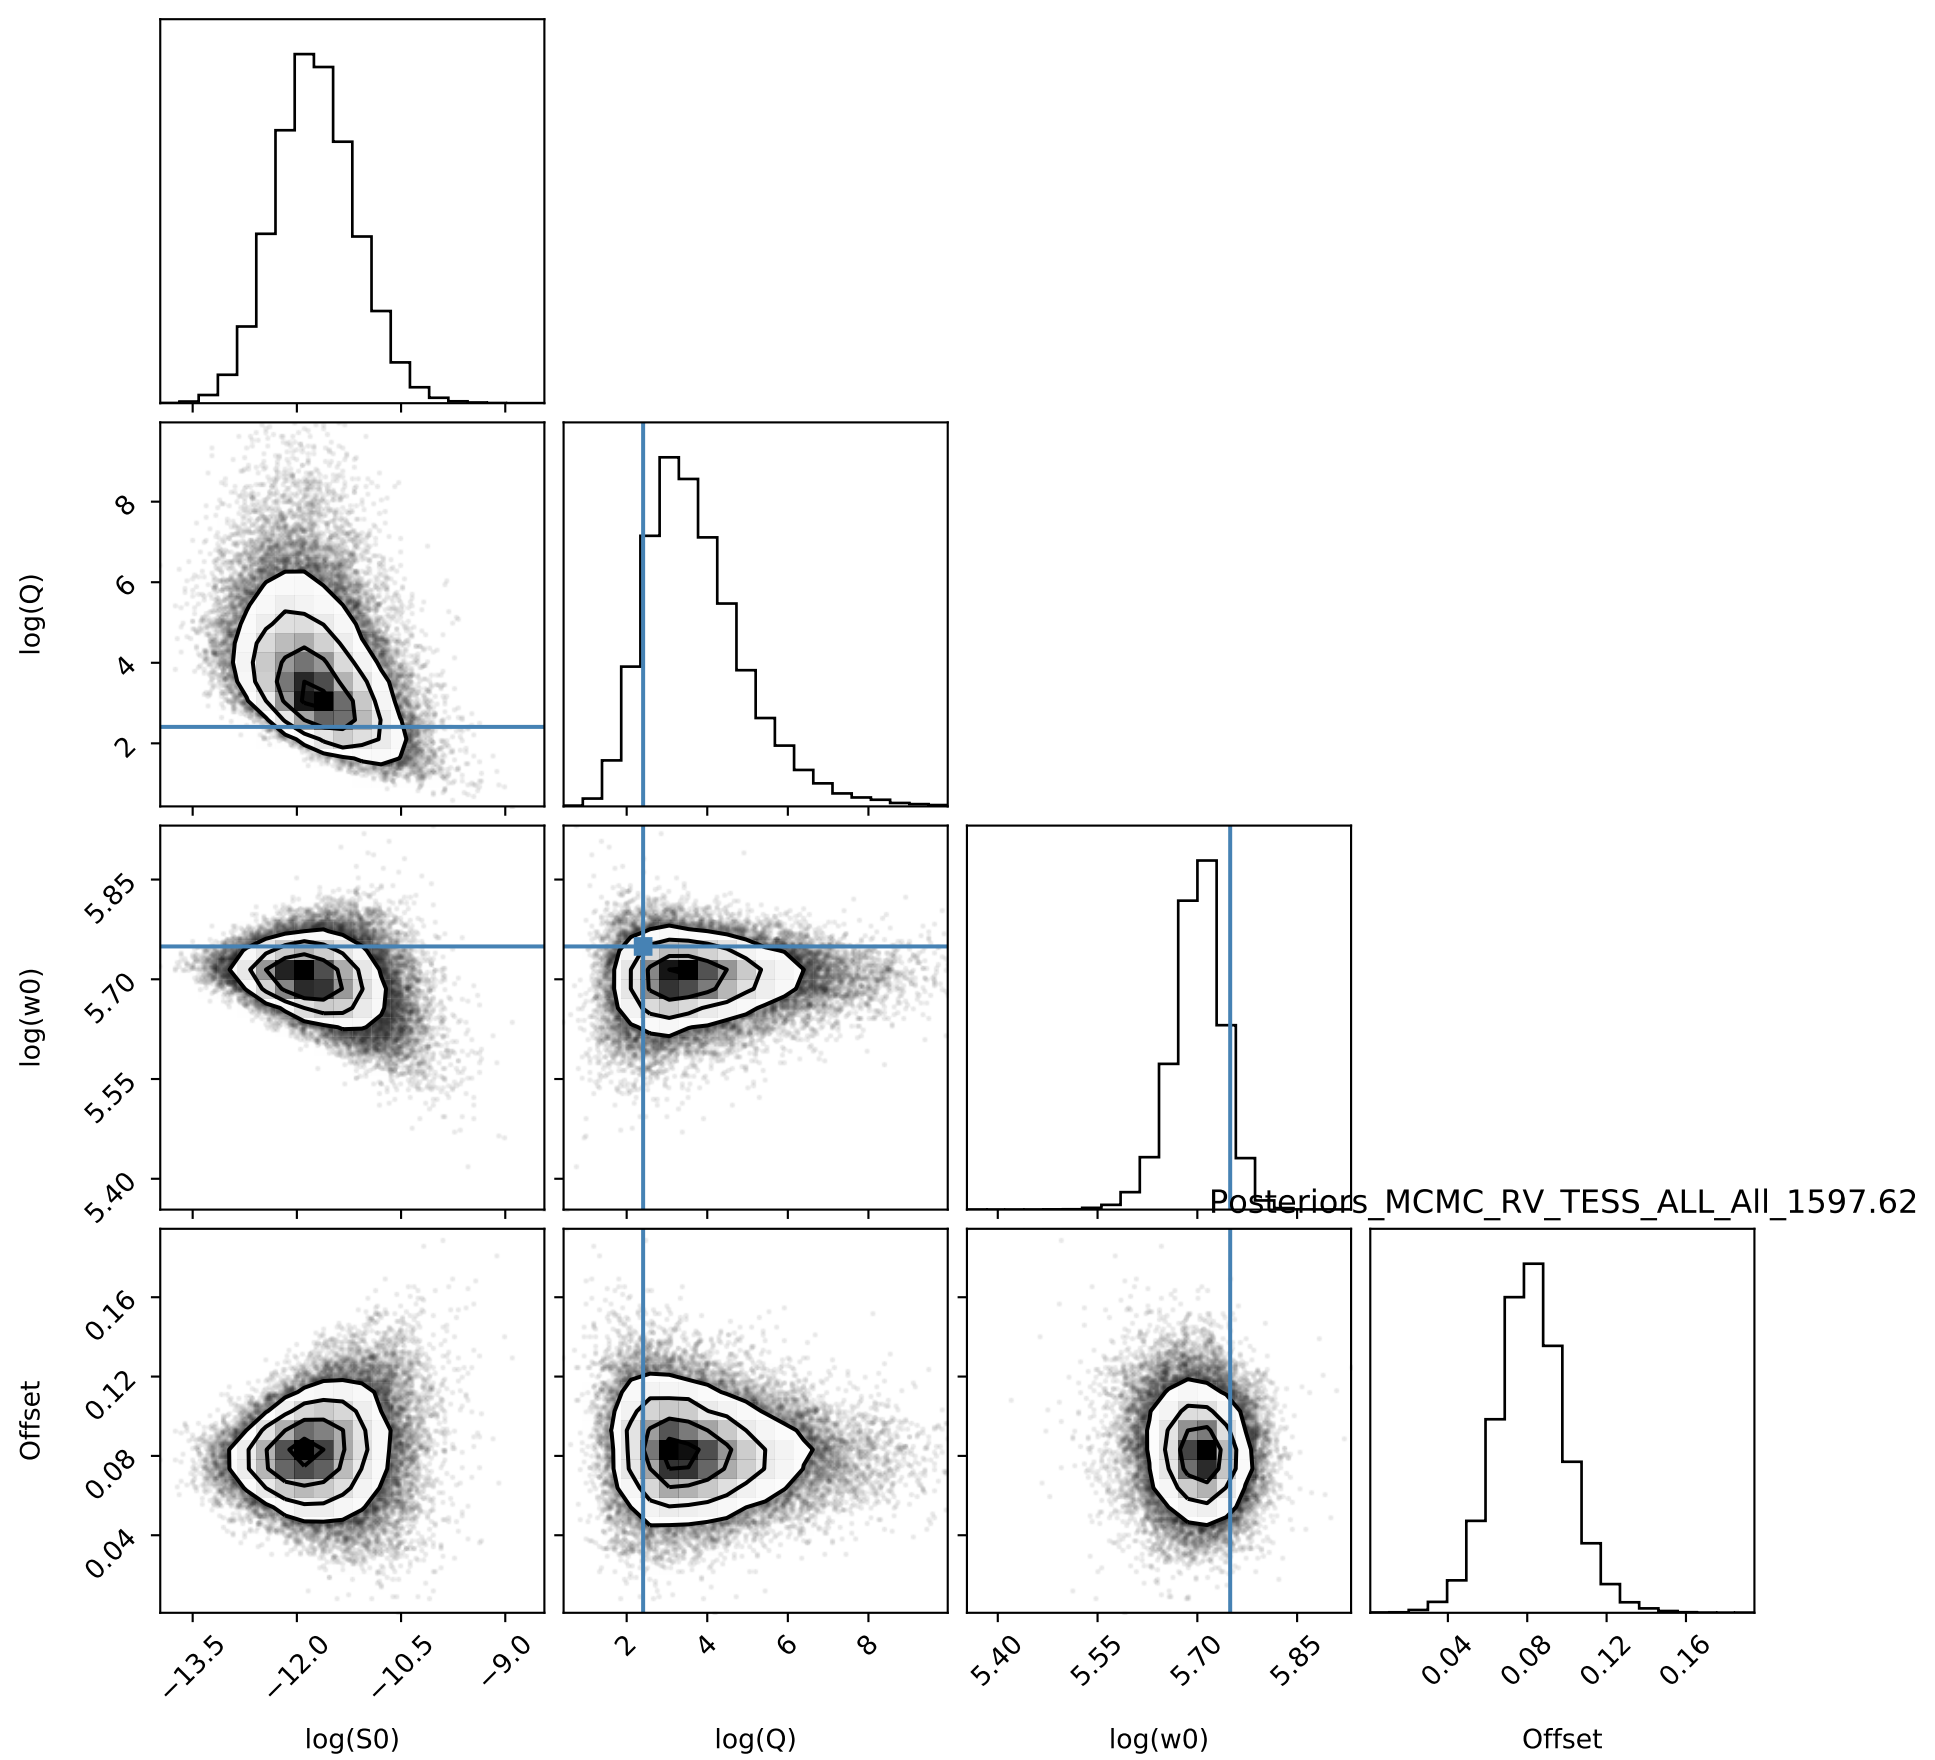 log(Q)
8
6
4
2
log(w0)
5.85
5.70
5.55
5.40
Posteriors_MCMC_RV_TESS_ALL_All_1597.62
Offset
0.16
0.12
0.08
0.04
−13.5 −12.0 −10.5 −9.0 2 4 6 8 5.40 5.55 5.70 5.85 0.04 0.08 0.12 0.16
log(S0) log(Q) log(w0) Offset